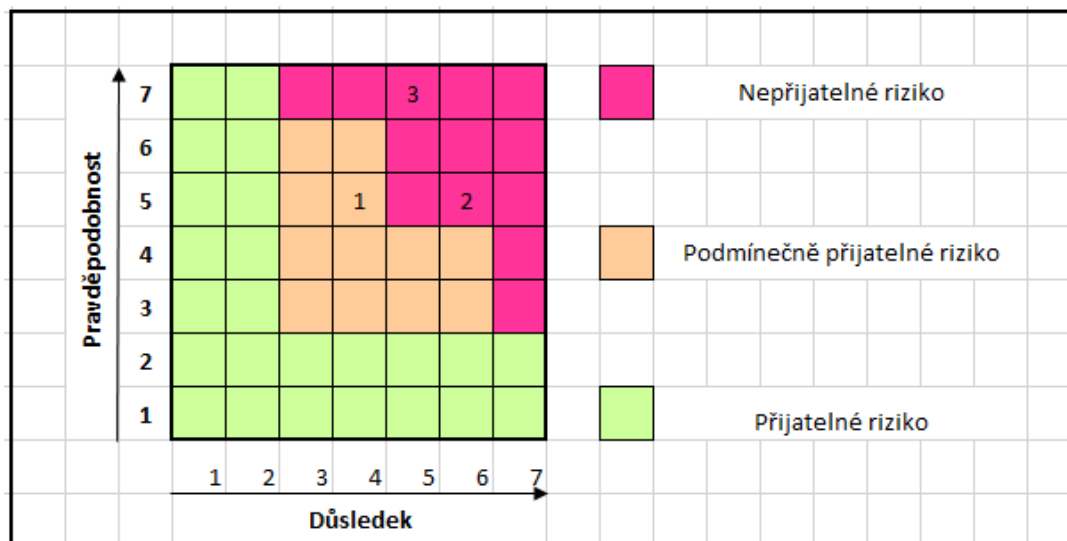 Pravděpodobnost
7 3 Nepřijatelné riziko
6
5 1 2
4 Podmínečně přijatelné riziko
3
2
1 Přijatelné riziko
1 2 3 4 5 6 7
Důsledek